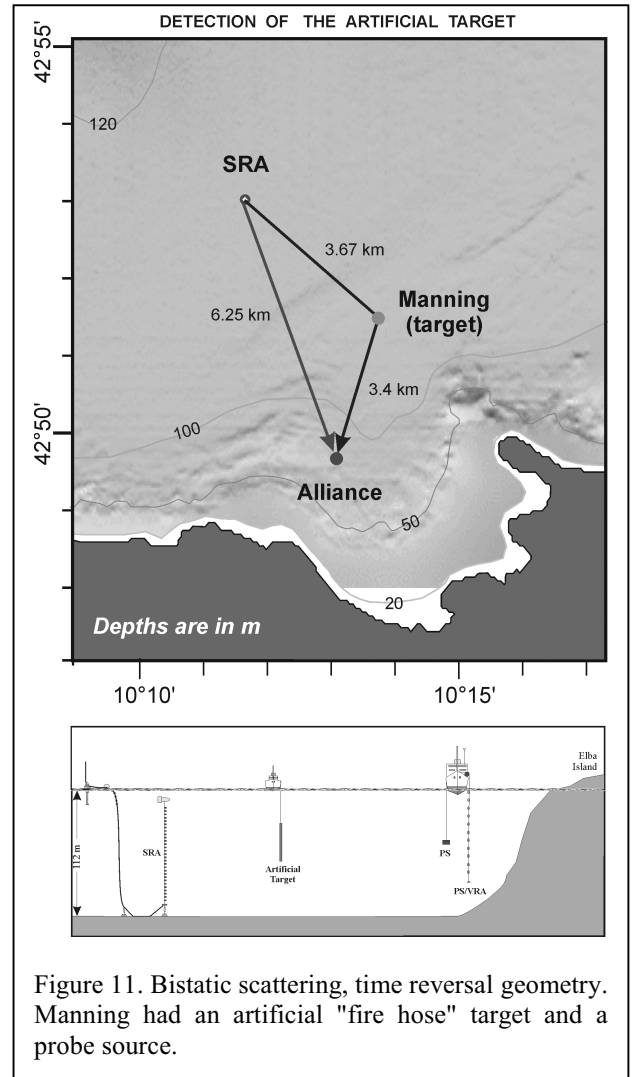 DETECTION OF THE ARTIFICIAL TARGET
42°55'
120
SRA
3.67 km
6.25 km
Manning
(target)
3.4 km
42°50'
100
Alliance
50
20
Depths are in m
10°10' 10°15'
Elba
Island
112 m
SRA
Artificial
Target
PS
PS/VRA
Figure 11. Bistatic scattering, time reversal geometry.
Manning had an artificial "fire hose" target and a
probe source.